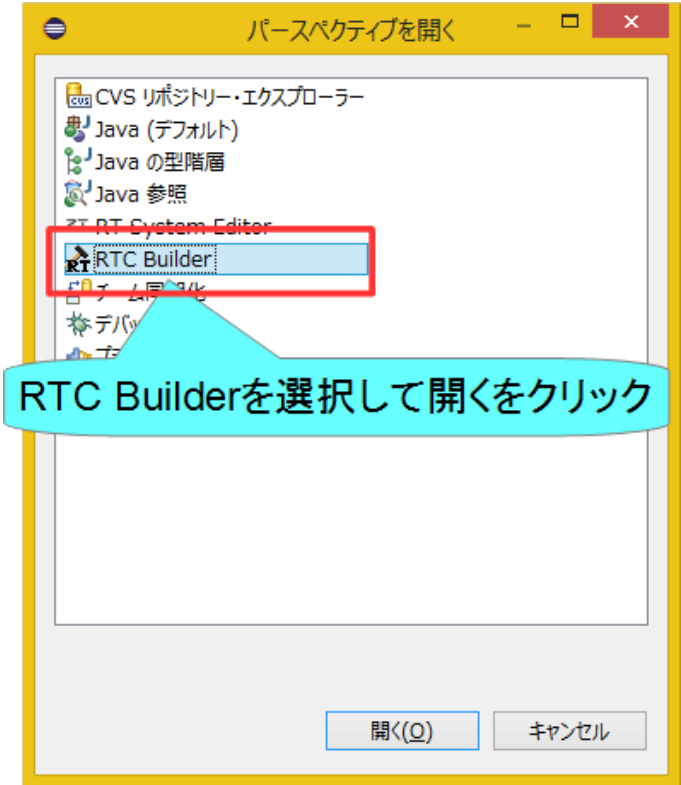 パースペクティブを開く
CVS リポジトリー・エクスプローラー
Java (デフォルト)
Java の型階層
Java 参照
RT System Editor
RTC Builder
RTC Builderを選択して開くをクリック
開く(O)
キャンセル